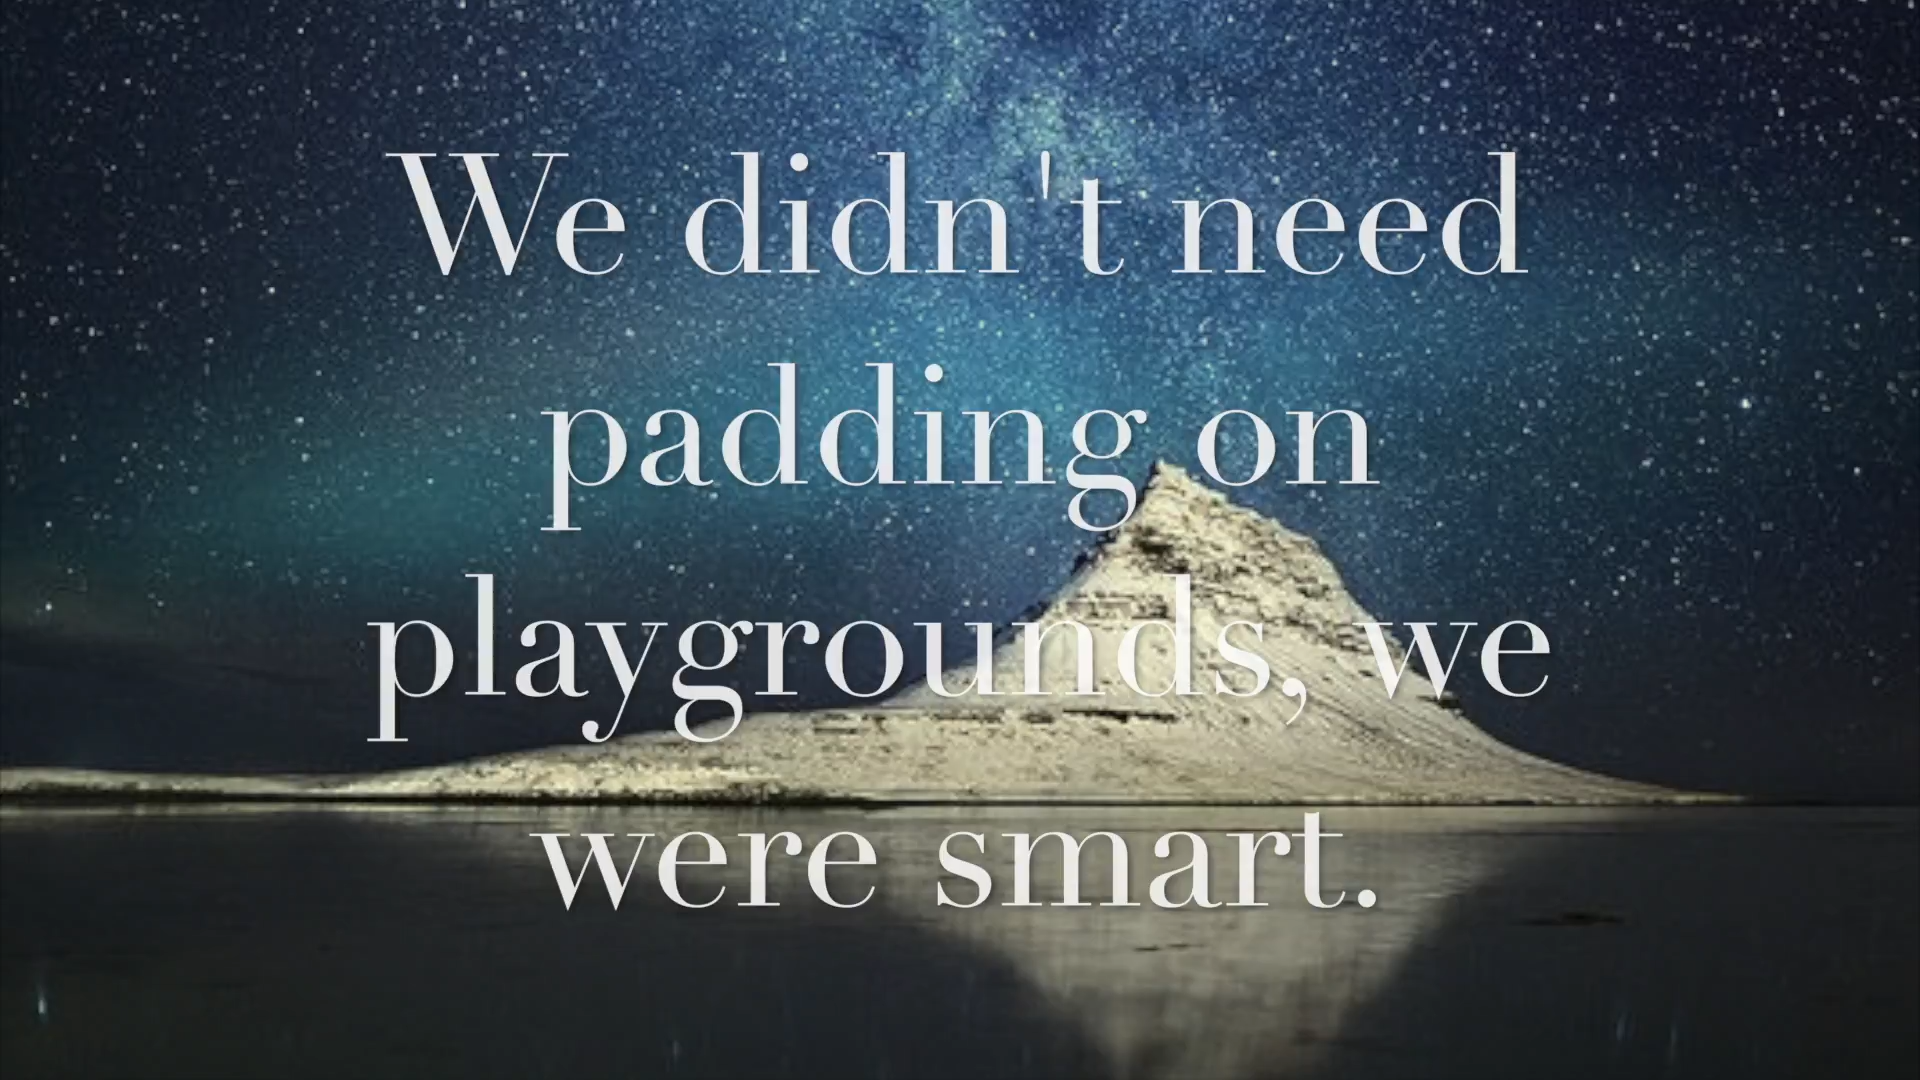 We didn't need
padding on
playgrounds, we
were smart.